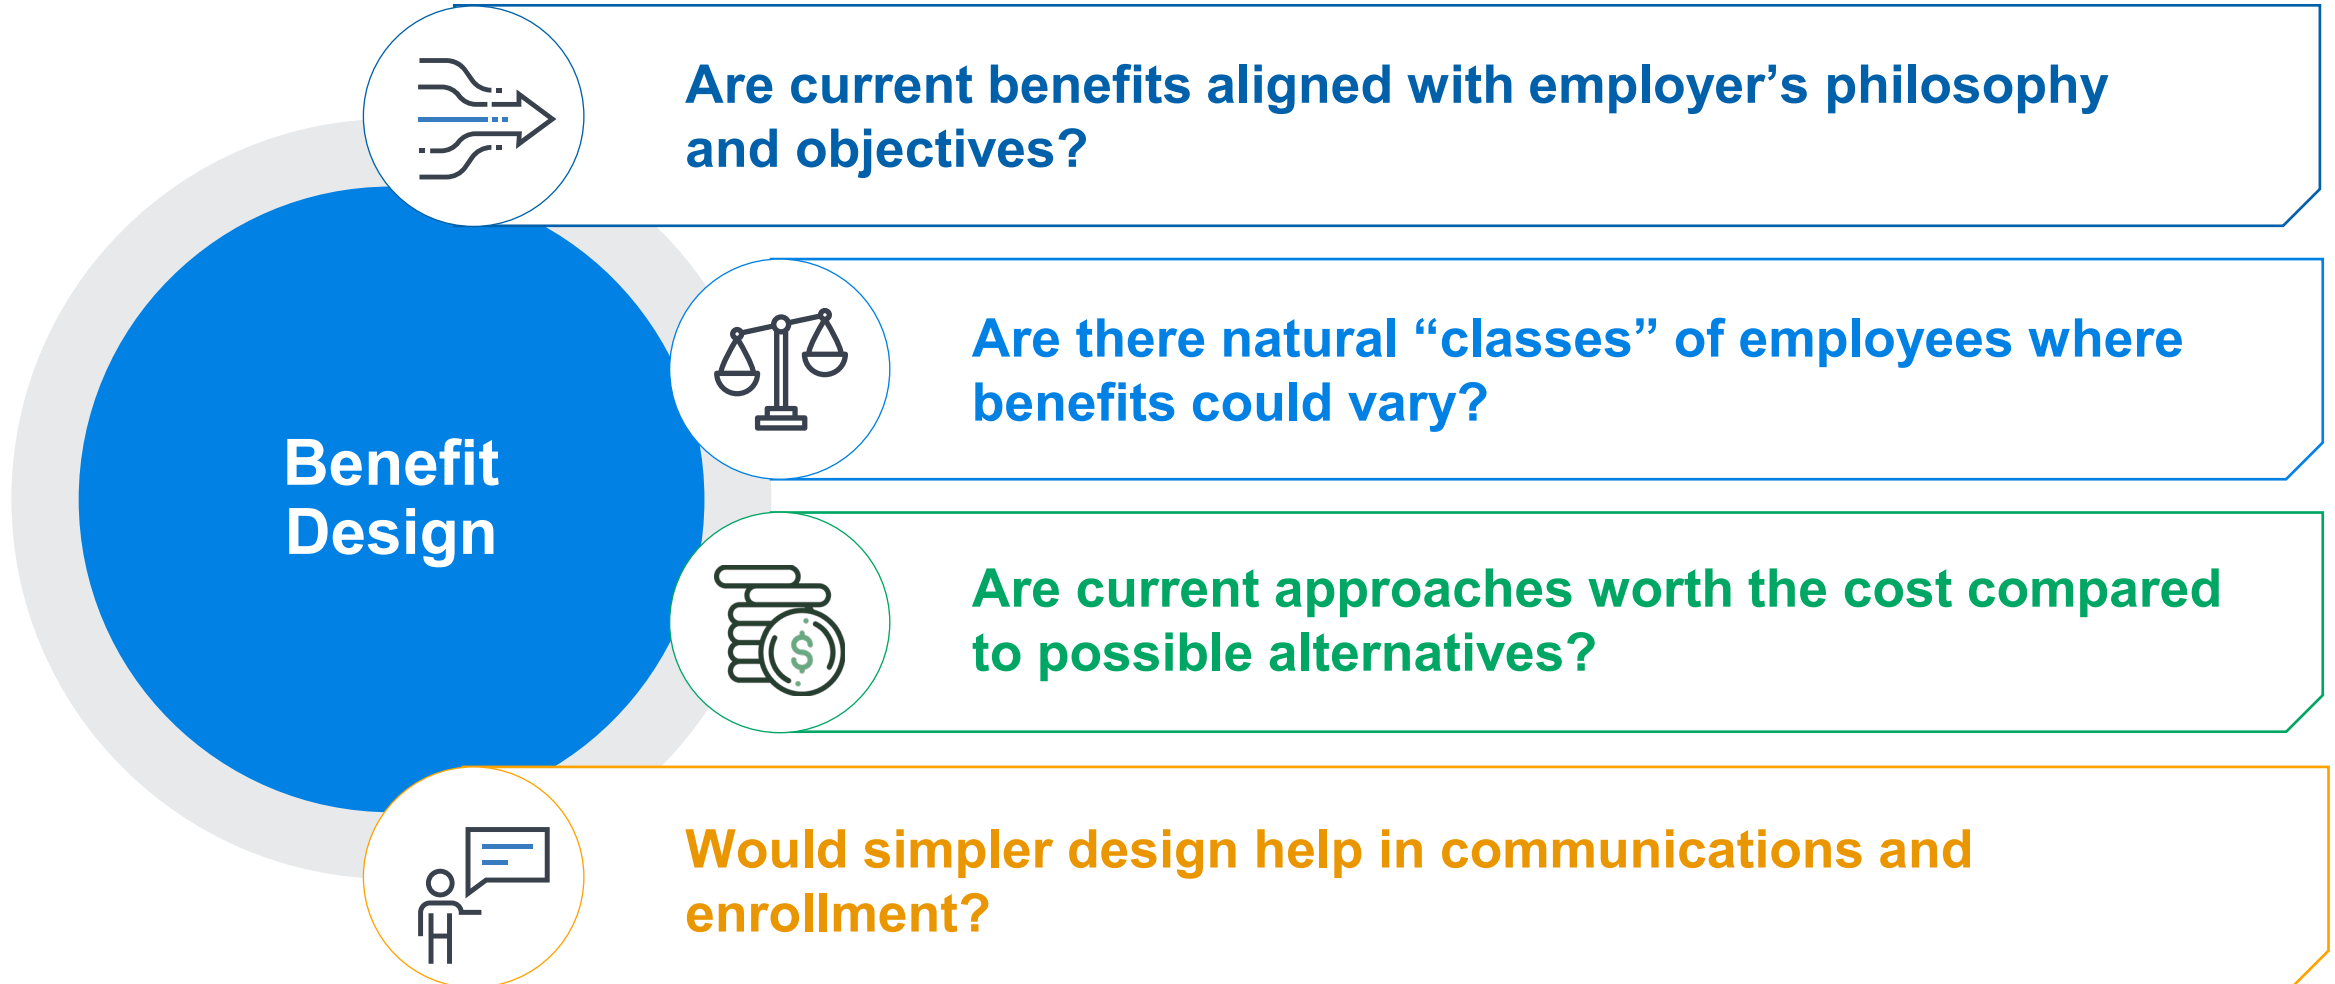 Are current benefits aligned with employer’s philosophy
and objectives?
Are there natural “classes” of employees where
benefits could vary?
Benefit
Design
Are current approaches worth the cost compared
to possible alternatives?
Would simpler design help in communications and
enrollment?
$